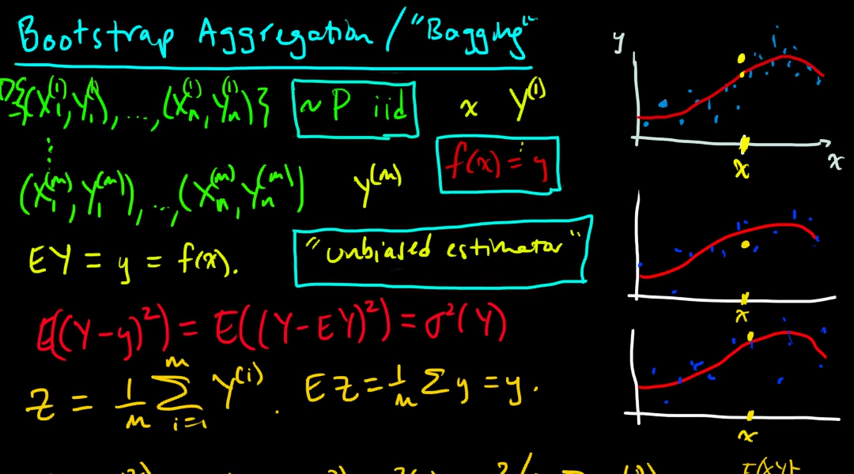 Bootstrap Aggregation / "Bagging"
D = {(X₁⁽¹⁾, Y₁⁽¹⁾), ..., (Xₙ⁽¹⁾, Yₙ⁽¹⁾)} ~ P iid x Y⁽¹⁾
⋮ ⋮
(X₁⁽ᵐ⁾, Y₁⁽ᵐ⁾), ..., (Xₙ⁽ᵐ⁾, Yₙ⁽ᵐ⁾) Y⁽ᵐ⁾ f(x) = y
EY = y = f(x). "unbiased estimator"
E((Y-y)²) = E((Y-EY)²) = σ²(Y)
Z = 1/m Σᵢ₌₁ᵐ Y⁽ⁱ⁾. EZ = 1/m Σ y = y.
y
x
x
x
x